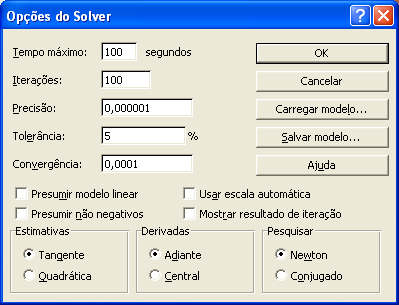 Opções do Solver
Tempo máximo: 100 segundos OK
Iterações: 100 Cancelar
Precisão: 0,000001 Carregar modelo...
Tolerância: 5 % Salvar modelo...
Convergência: 0,0001 Ajuda
Presumir modelo linear Usar escala automática
Presumir não negativos Mostrar resultado de iteração
Estimativas Derivadas Pesquisar
Tangente Adiante Newton
Quadrática Central Conjugado